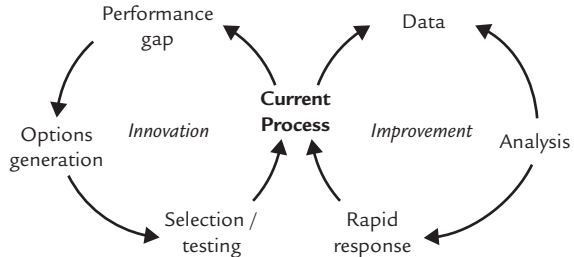 Performance
gap
Data
Current
Process
Options
generation
Innovation
Improvement
Analysis
Selection /
testing
Rapid
response